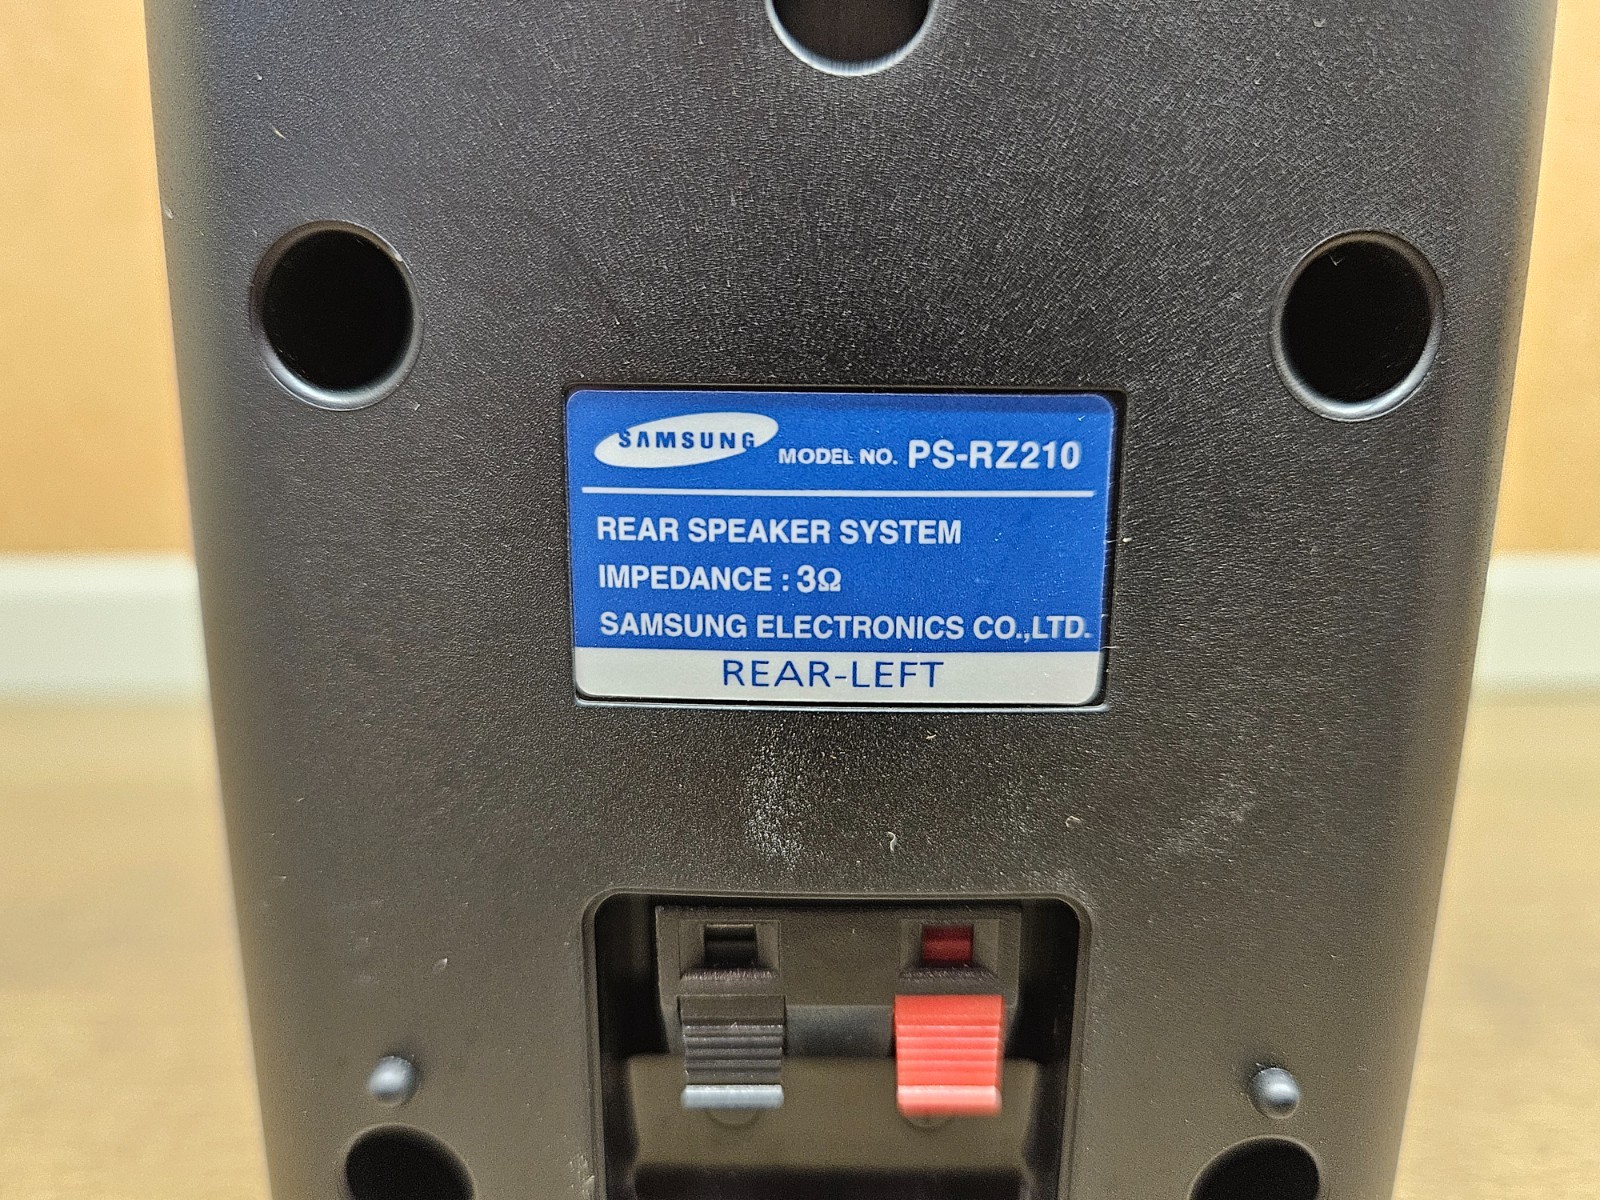 SAMSUNG MODEL NO. PS-RZ210
REAR SPEAKER SYSTEM
IMPEDANCE : 3Ω
SAMSUNG ELECTRONICS CO.,LTD.
REAR-LEFT